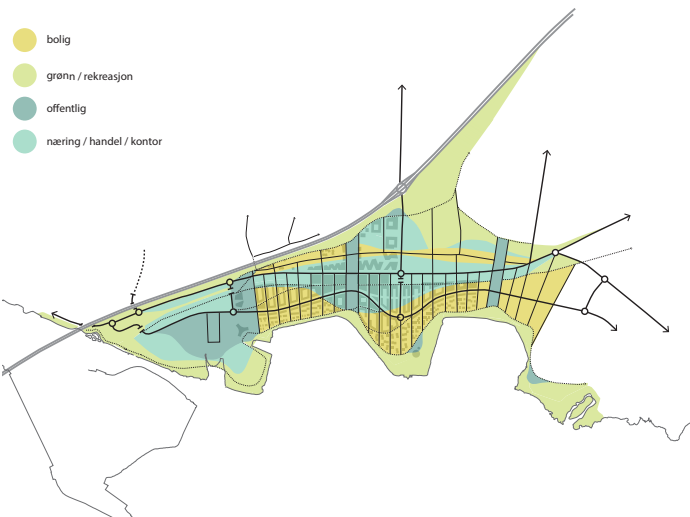 bolig
grønn / rekreasjon
offentlig
næring / handel / kontor